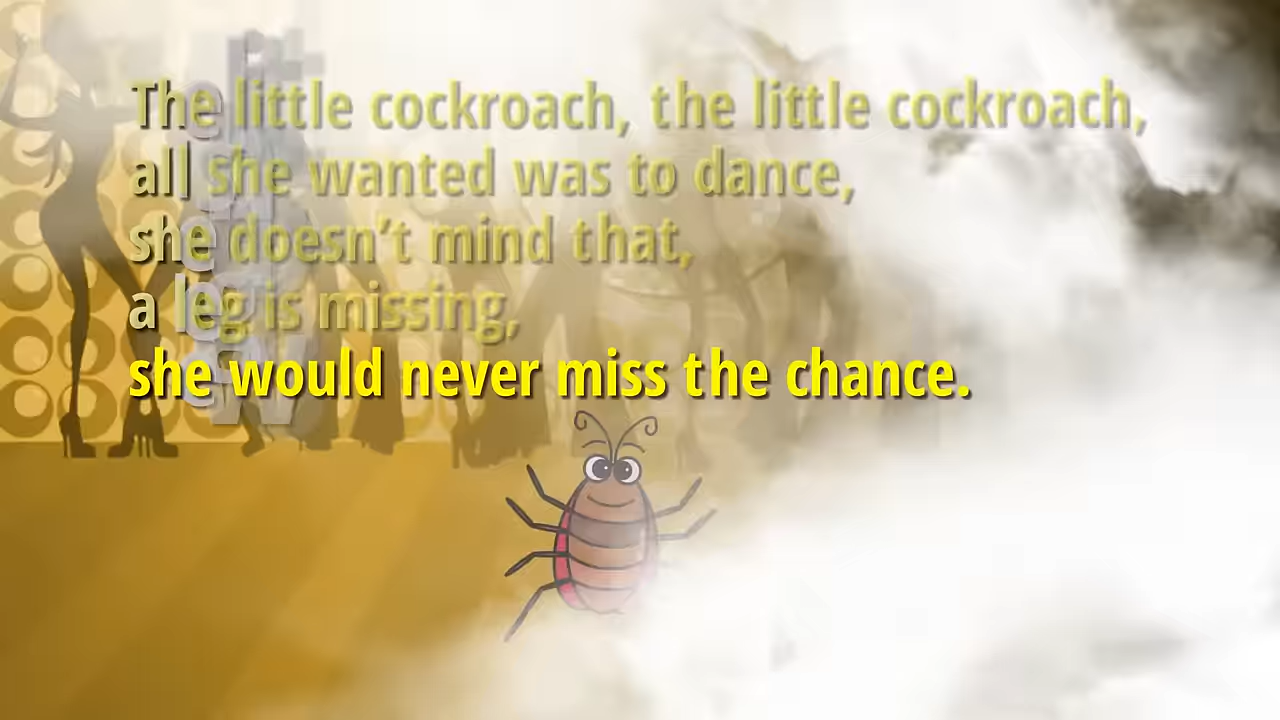 The little cockroach, the little cockroach,
all she wanted was to dance,
she doesn’t mind that,
a leg is missing,
she would never miss the chance.